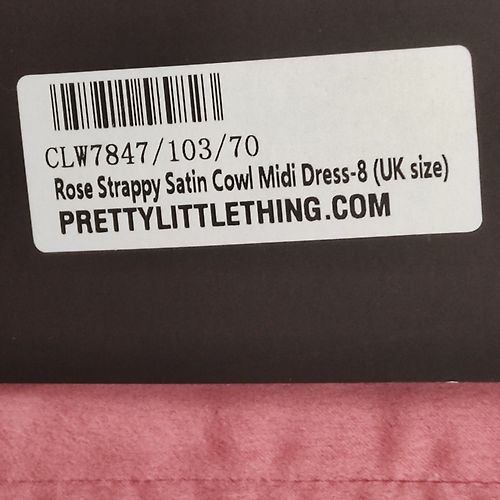 CLW7847/103/70
Rose Strappy Satin Cowl Midi Dress-8 (UK size)
PRETTYLITTLETHING.COM